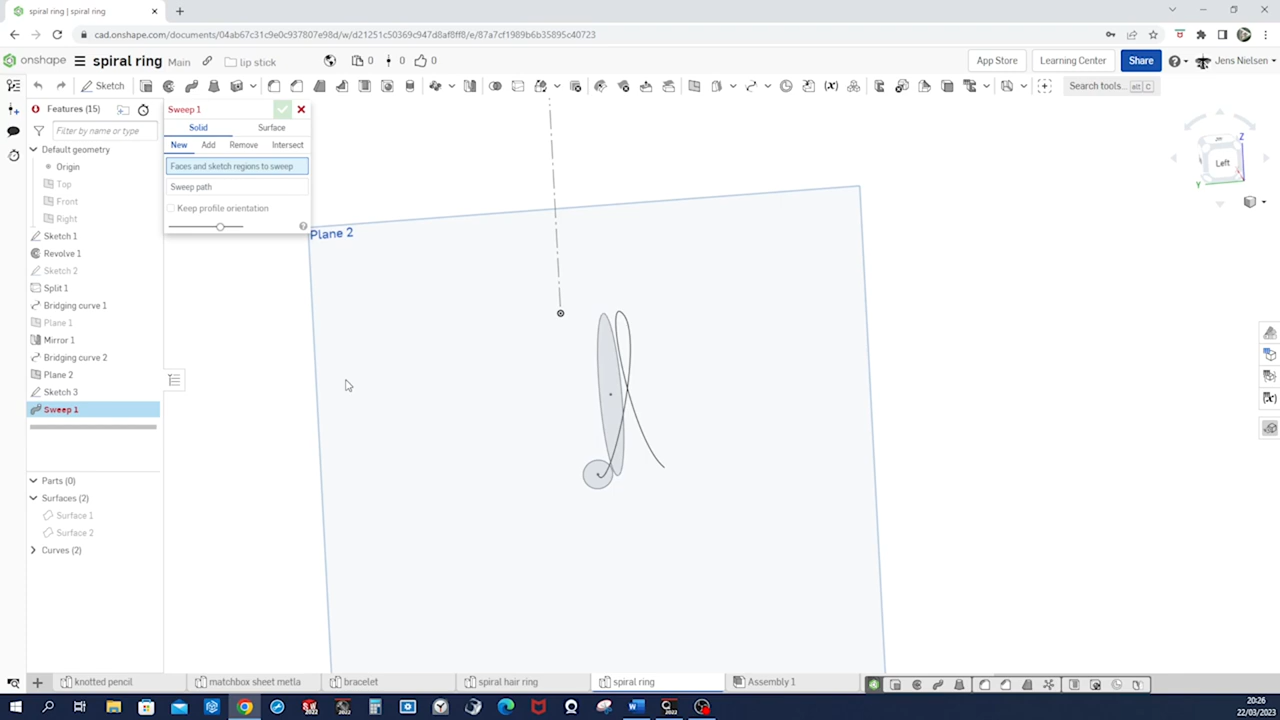 spiral ring | spiral ring
cad.onshape.com/documents/04ab67c31c9e0c937807e98d/w/d21251c50369c947d8af8ff8/e/87a7cf1989b6b35895c40723
onshape
spiral ring
Main
lip stick
0
0
0
App Store
Learning Center
Share
Jens Nielsen
Sketch
Search tools...
alt C
Features (15)
Filter by name or type
Default geometry
Origin
Top
Front
Right
Sketch 1
Revolve 1
Sketch 2
Split 1
Bridging curve 1
Plane 1
Mirror 1
Bridging curve 2
Plane 2
Sketch 3
Sweep 1
Parts (0)
Surfaces (2)
Surface 1
Surface 2
Curves (2)
Sweep 1
Solid
Surface
New
Add
Remove
Intersect
Faces and sketch regions to sweep
Sweep path
Keep profile orientation
Plane 2
Z
Left
Y
knotted pencil
matchbox sheet metla
bracelet
spiral hair ring
spiral ring
Assembly 1
20:26
22/03/2023